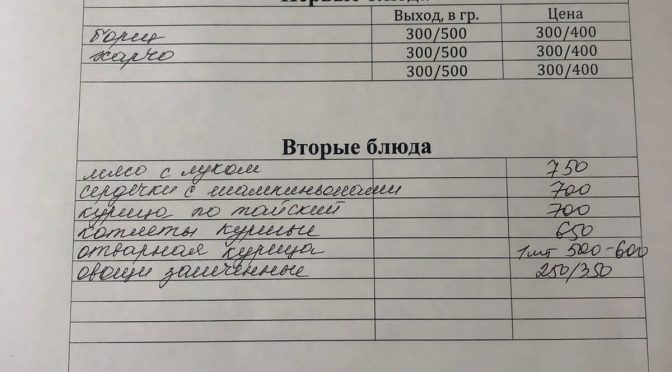 Первые блюда
Выход, в гр. Цена
борщ 300/500 300/400
харчо 300/500 300/400
300/500 300/400
Вторые блюда
мясо с луком 750
сердечки с шампиньонами 700
курица по тайский 700
котлеты куриные 650
отварная курица 1шт 500-600
овощи запеченные 250/350